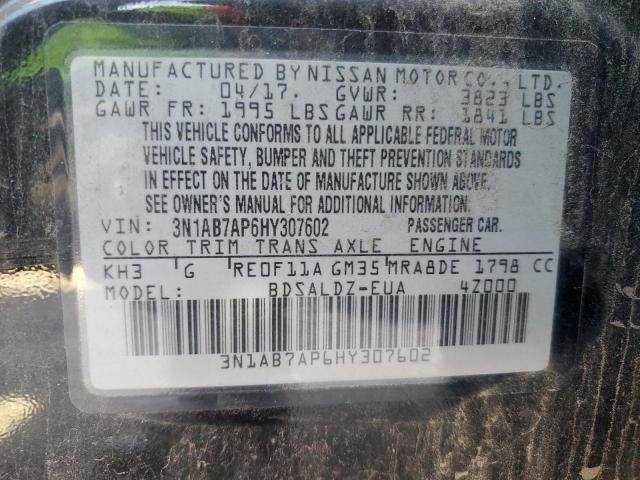 MANUFACTURED BY NISSAN MOTOR CO., LTD.
DATE: 04/17. GVWR: 3823 LBS
GAWR FR: 1995 LBS GAWR RR: 1841 LBS
THIS VEHICLE CONFORMS TO ALL APPLICABLE FEDERAL MOTOR
VEHICLE SAFETY, BUMPER AND THEFT PREVENTION STANDARDS
IN EFFECT ON THE DATE OF MANUFACTURE SHOWN ABOVE.
SEE OWNER'S MANUAL FOR ADDITIONAL INFORMATION.
VIN: 3N1AB7AP6HY307602 PASSENGER CAR.
COLOR TRIM TRANS AXLE ENGINE
KH3 G RE0F11A GM35 MRA8DE 1798 CC
MODEL: BDSALDZ-EUA 4Z000
3N1AB7AP6HY307602